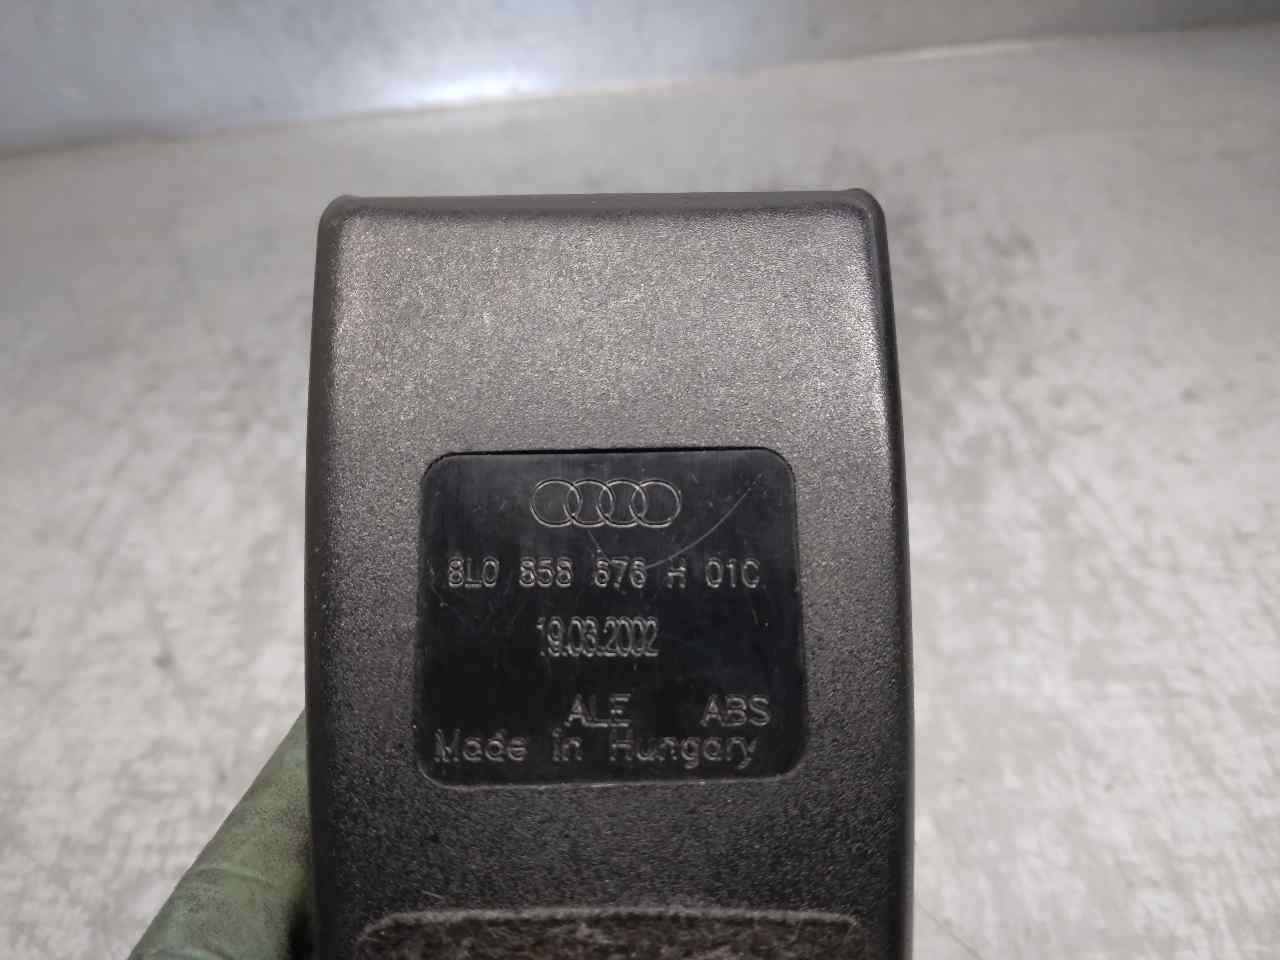 8L0 858 676 H 01C
19.03.2002
ALE ABS
Made in Hungary